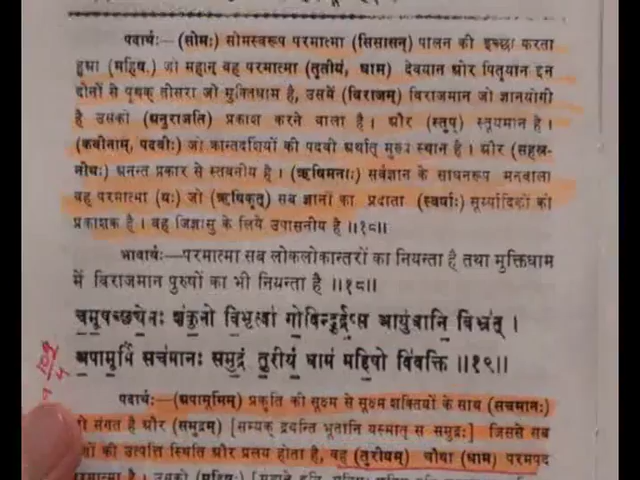 पदार्थः—(सोमः) सोमस्वरूप परमात्मा (सिसासन्) पालन की इच्छा करता
हुआ (महिषः) जो महान् वह परमात्मा (तृतीयं, धाम) देवयान और पितृयान इन
दोनों से पृथक् तीसरा जो मुक्तिधाम है, उसमें (विराजम्) विराजमान जो ज्ञानयोगी
है उसको (अनुराजति) प्रकाश करने वाला है। और (स्तुप्) स्तूयमान है।
(कवीनाम्, पदवीः) जो क्रान्तदर्शियों की पदवी अर्थात् मुख्य स्थान है। और (सहस्र-
नीथः) अनन्त प्रकार से स्तवनीय है। (ऋषिमनाः) सर्वज्ञान के साधनरूप मनवाला
वह परमात्मा (यः) जो (ऋषिकृत्) सब ज्ञानों का प्रदाता (स्वर्षाः) सूर्य्यादिकों का
प्रकाशक है। वह जिज्ञासु के लिये उपासनीय है॥१८॥
भावार्थः—परमात्मा सब लोकलोकान्तरों का नियन्ता है तथा मुक्तिधाम
में विराजमान पुरुषों का भी नियन्ता है॥१८॥
चमूषच्छ्येनः शकुनो विभृत्वा गोविन्दुर्द्रप्स आयुधानि बिभ्रत्।
अपामूर्मिं सचमानः समुद्रं तुरीयं धाम महिषो विवक्ति॥१९॥
पदार्थः—(अपामूर्मिम्) प्रकृति की सूक्ष्म से सूक्ष्म शक्तियों के साथ (सचमानः)
संगत है और (समुद्रम्) [सम्यक् द्रवन्ति भूतानि यस्मात् स समुद्रः] जिससे सब
की उत्पत्ति स्थिति और प्रलय होता है, वह (तुरीयम्) चौथा (धाम) परमपद
परमात्मा है। उसको (महिषः)